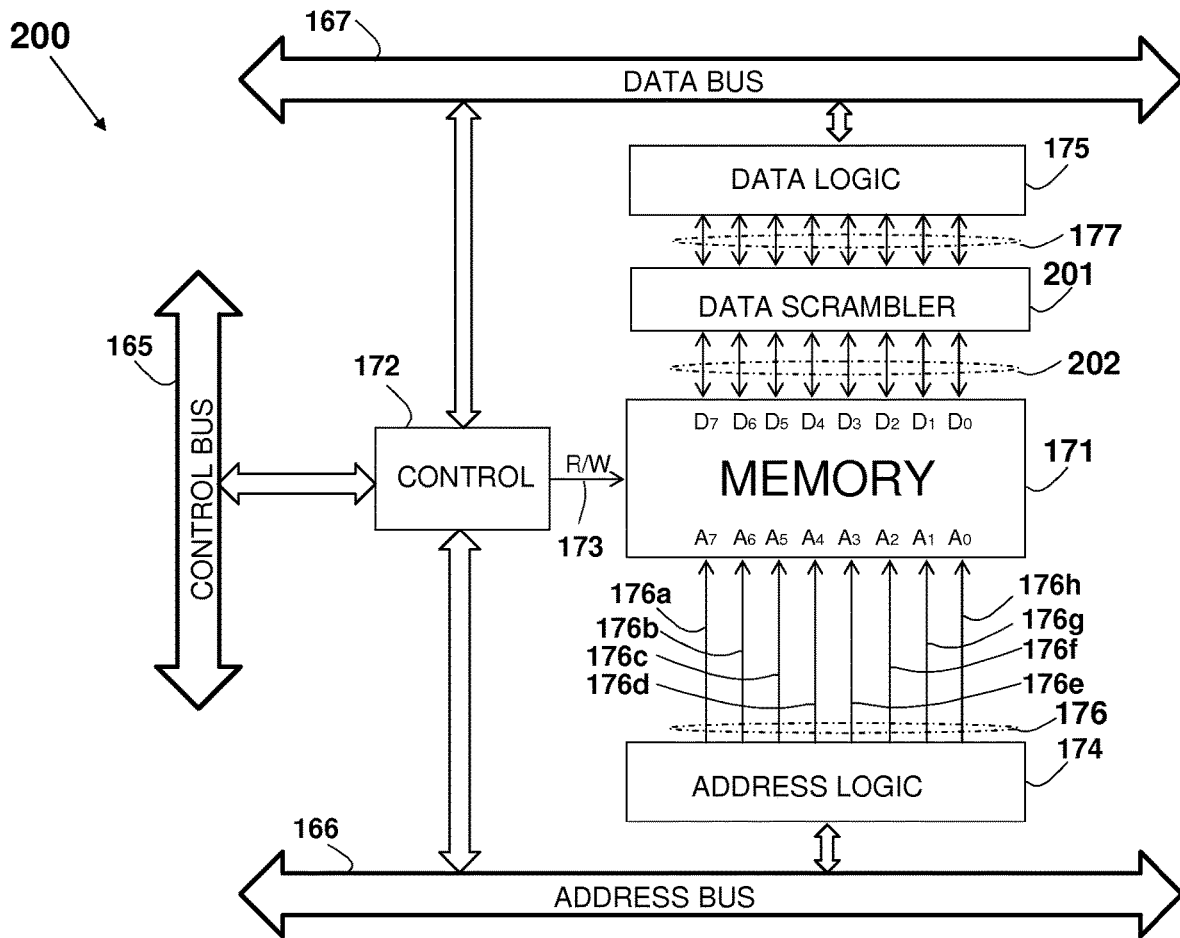 200
167
DATA BUS
175
DATA LOGIC
177
201
DATA SCRAMBLER
165
172
202
D7 D6 D5 D4 D3 D2 D1 D0
CONTROL BUS
CONTROL
R/W
173
MEMORY
171
A7 A6 A5 A4 A3 A2 A1 A0
176a
176h
176b
176g
176c
176f
176d
176e
176
174
ADDRESS LOGIC
166
ADDRESS BUS